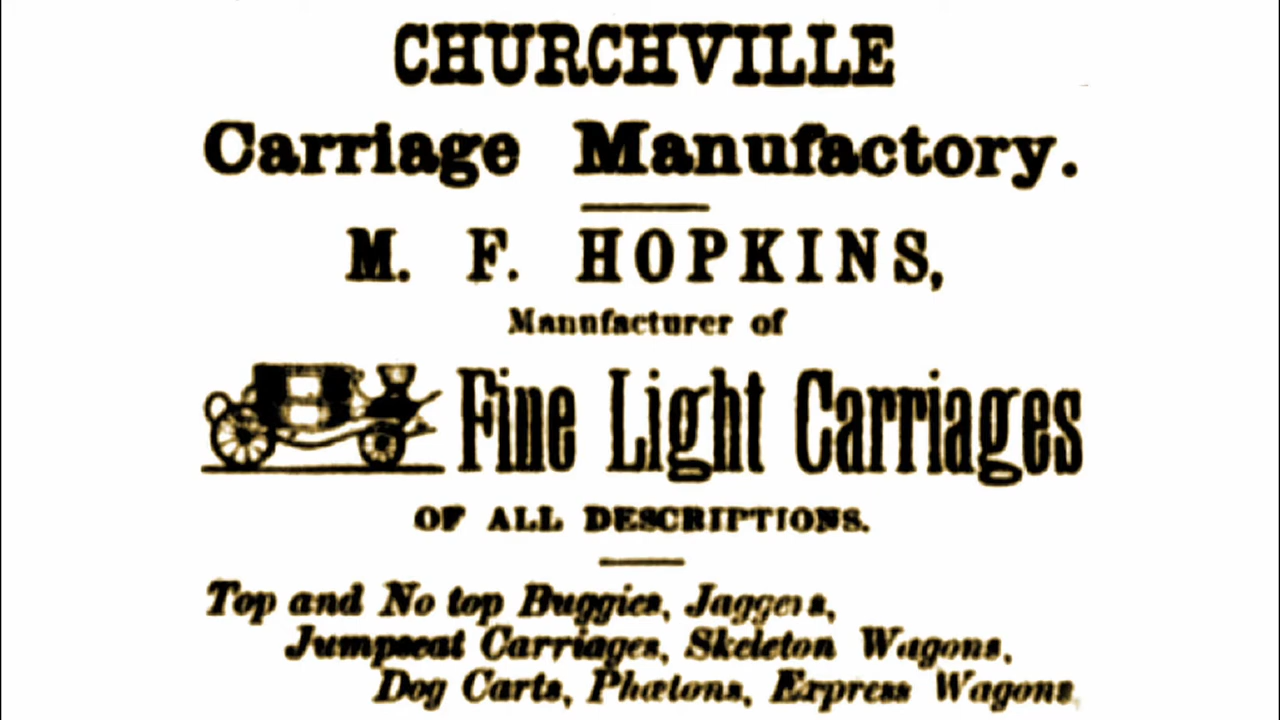 CHURCHVILLE
Carriage Manufactory.
M. F. HOPKINS,
Manufacturer of
Fine Light Carriages
OF ALL DESCRIPTIONS.
Top and No top Buggies, Jaggers,
Jumpseat Carriages, Skeleton Wagons,
Dog Carts, Phætons, Express Wagons